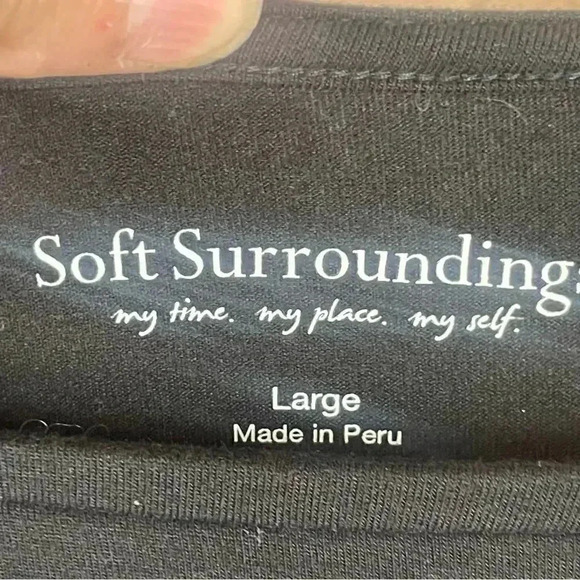 Soft Surroundings
my time. my place. my self.
Large
Made in Peru